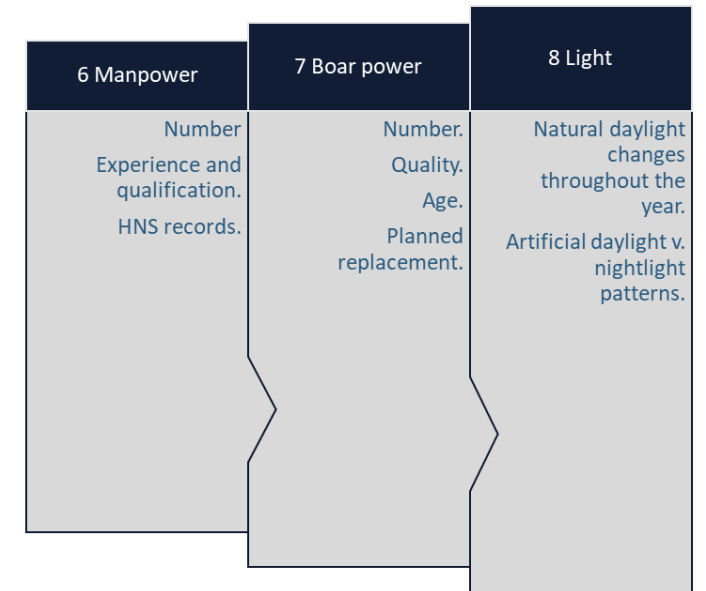 6 Manpower
Number
Experience and
qualification.
HNS records.
7 Boar power
Number.
Quality.
Age.
Planned
replacement.
8 Light
Natural daylight
changes
throughout the
year.
Artificial daylight v.
nightlight
patterns.